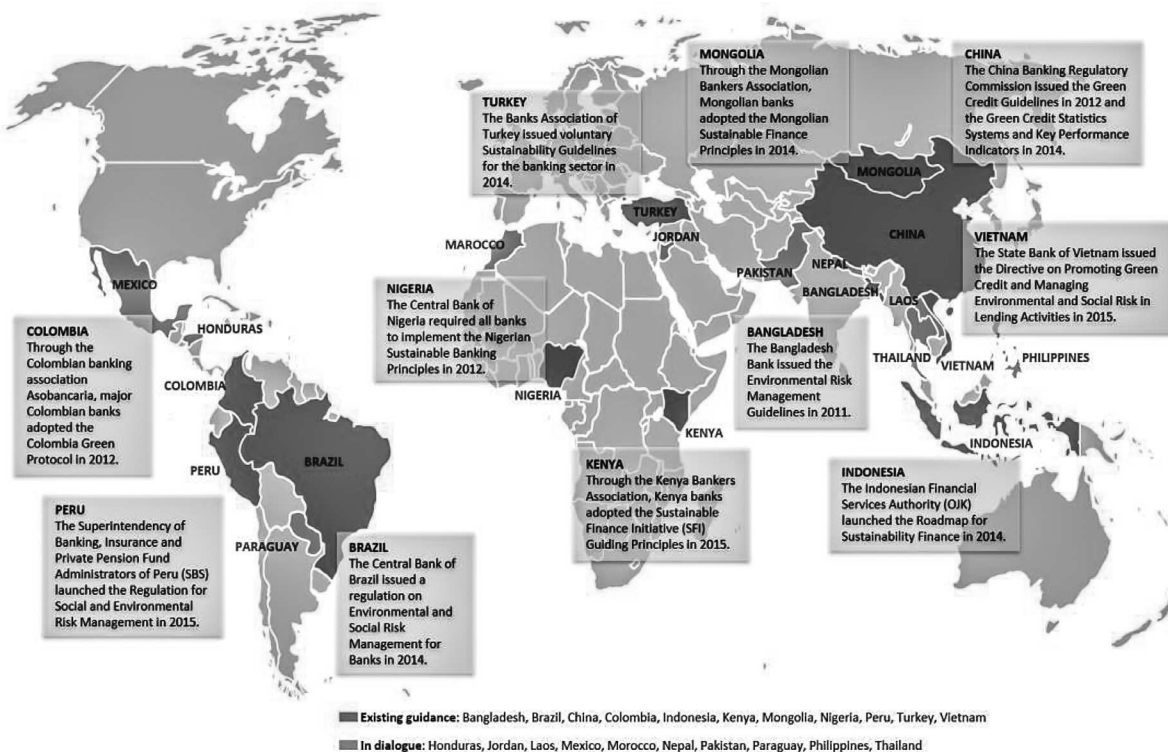 MONGOLIA
Through the Mongolian
Bankers Association,
Mongolian banks
adopted the Mongolian
Sustainable Finance
Principles in 2014.
CHINA
The China Banking Regulatory
Commission issued the Green
Credit Guidelines in 2012 and
the Green Credit Statistics
Systems and Key Performance
Indicators in 2014.
TURKEY
The Banks Association of
Turkey issued voluntary
Sustainability Guidelines
for the banking sector in
2014.
MONGOLIA
TURKEY
CHINA
MAROCCO
JORDAN
PAKISTAN
NEPAL
BANGLADESH
LAOS
VIETNAM
The State Bank of Vietnam issued
the Directive on Promoting Green
Credit and Managing
Environmental and Social Risk in
Lending Activities in 2015.
MEXICO
HONDURAS
NIGERIA
The Central Bank of
Nigeria required all banks
to implement the Nigerian
Sustainable Banking
Principles in 2012.
COLOMBIA
Through the
Colombian banking
association
Asobancaria, major
Colombian banks
adopted the
Colombia Green
Protocol in 2012.
BANGLADESH
The Bangladesh
Bank issued the
Environmental Risk
Management
Guidelines in 2011.
THAILAND
VIETNAM
PHILIPPINES
COLOMBIA
NIGERIA
KENYA
INDONESIA
PERU
BRAZIL
KENYA
Through the Kenya Bankers
Association, Kenya banks
adopted the Sustainable
Finance Initiative (SFI)
Guiding Principles in 2015.
INDONESIA
The Indonesian Financial
Services Authority (OJK)
launched the Roadmap for
Sustainability Finance in 2014.
PERU
The Superintendency of
Banking, Insurance and
Private Pension Fund
Administrators of Peru (SBS)
launched the Regulation for
Social and Environmental
Risk Management in 2015.
PARAGUAY
BRAZIL
The Central Bank of
Brazil issued a
regulation on
Environmental and
Social Risk
Management for
Banks in 2014.
Existing guidance: Bangladesh, Brazil, China, Colombia, Indonesia, Kenya, Mongolia, Nigeria, Peru, Turkey, Vietnam
In dialogue: Honduras, Jordan, Laos, Mexico, Morocco, Nepal, Pakistan, Paraguay, Philippines, Thailand